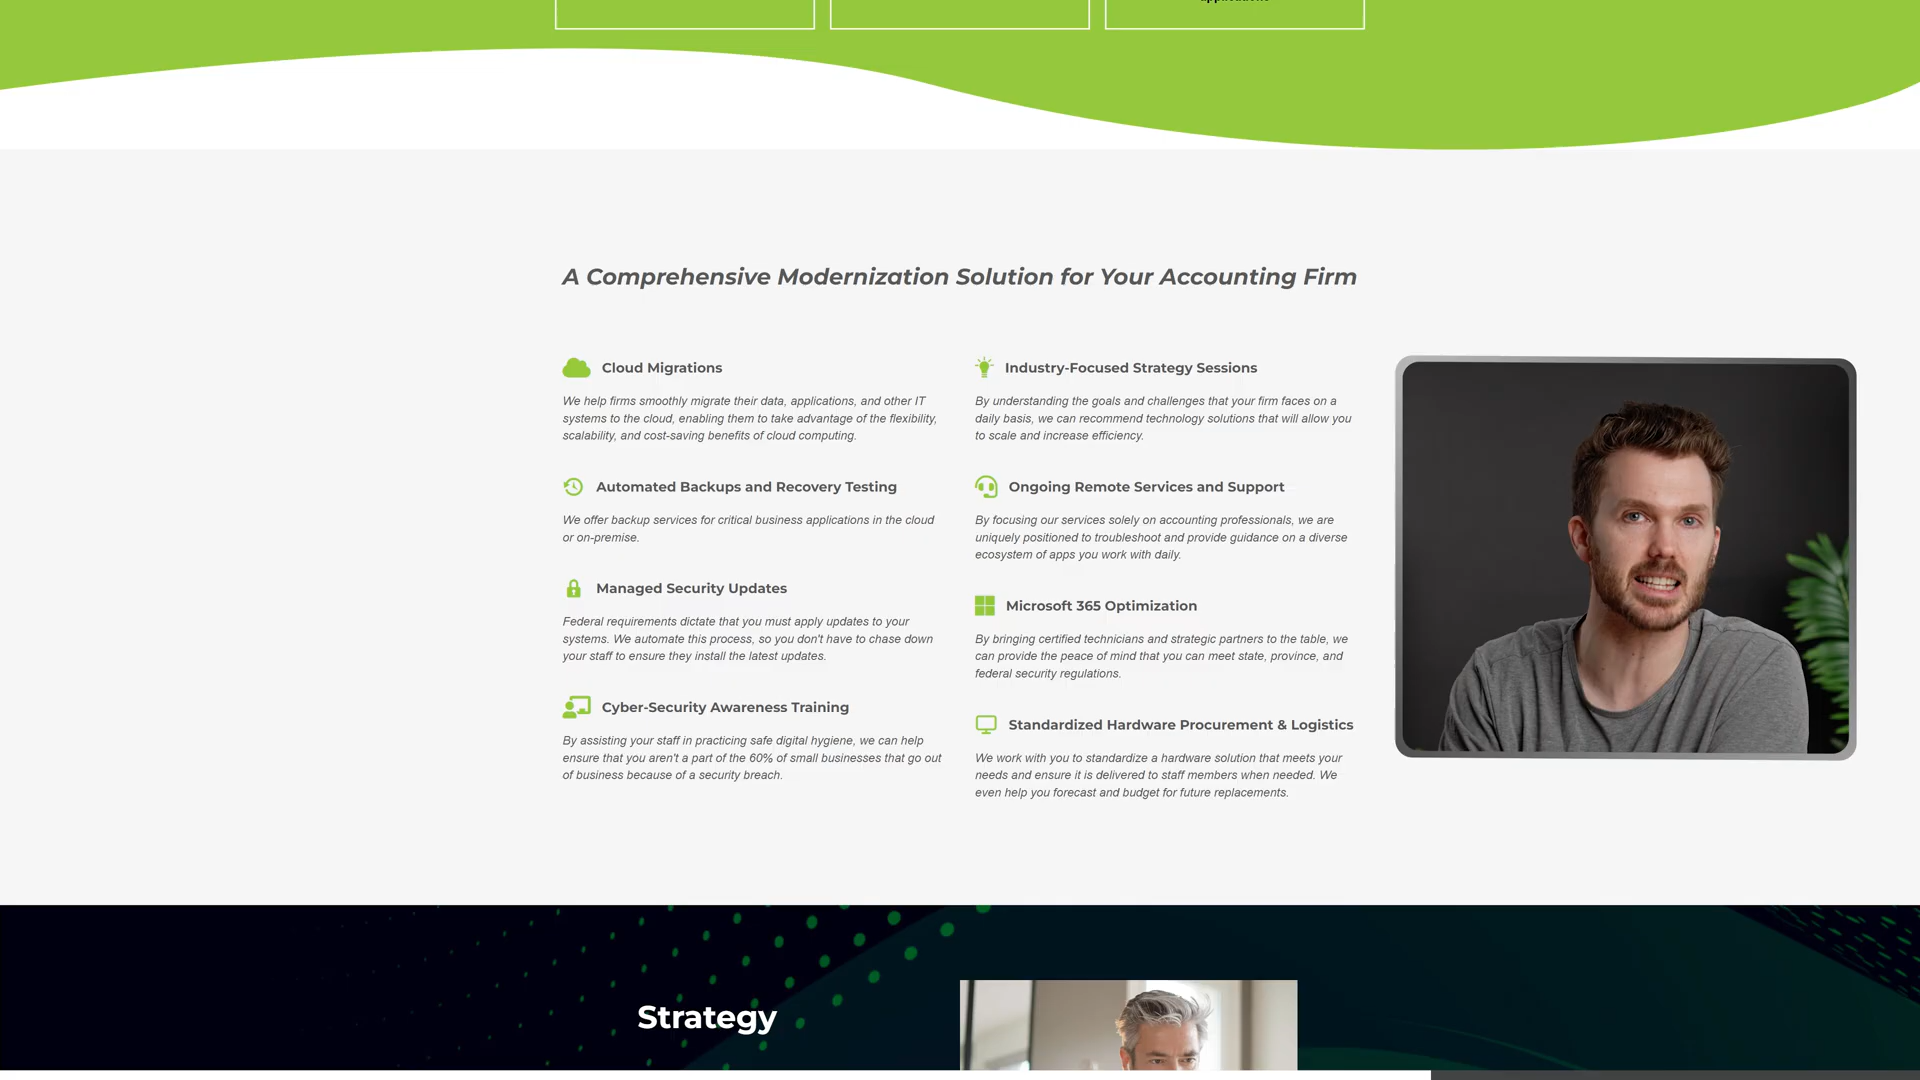 applications
A Comprehensive Modernization Solution for Your Accounting Firm
Cloud Migrations
We help firms smoothly migrate their data, applications, and other IT
systems to the cloud, enabling them to take advantage of the flexibility,
scalability, and cost-saving benefits of cloud computing.
Automated Backups and Recovery Testing
We offer backup services for critical business applications in the cloud
or on-premise.
Managed Security Updates
Federal requirements dictate that you must apply updates to your
systems. We automate this process, so you don't have to chase down
your staff to ensure they install the latest updates.
Cyber-Security Awareness Training
By assisting your staff in practicing safe digital hygiene, we can help
ensure that you aren't a part of the 60% of small businesses that go out
of business because of a security breach.
Industry-Focused Strategy Sessions
By understanding the goals and challenges that your firm faces on a
daily basis, we can recommend technology solutions that will allow you
to scale and increase efficiency.
Ongoing Remote Services and Support
By focusing our services solely on accounting professionals, we are
uniquely positioned to troubleshoot and provide guidance on a diverse
ecosystem of apps you work with daily.
Microsoft 365 Optimization
By bringing certified technicians and strategic partners to the table, we
can provide the peace of mind that you can meet state, province, and
federal security regulations.
Standardized Hardware Procurement & Logistics
We work with you to standardize a hardware solution that meets your
needs and ensure it is delivered to staff members when needed. We
even help you forecast and budget for future replacements.
Strategy